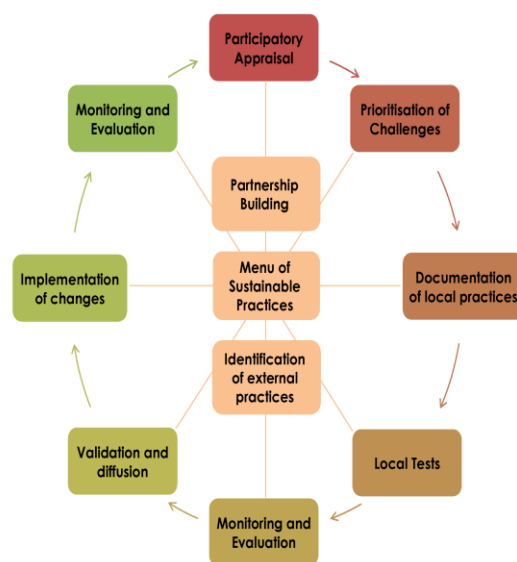 Participatory
Appraisal
Monitoring and
Evaluation
Prioritisation of
Challenges
Partnership
Building
Implementation
of changes
Menu of
Sustainable
Practices
Documentation
of local practices
Identification
of external
practices
Validation and
diffusion
Local Tests
Monitoring and
Evaluation